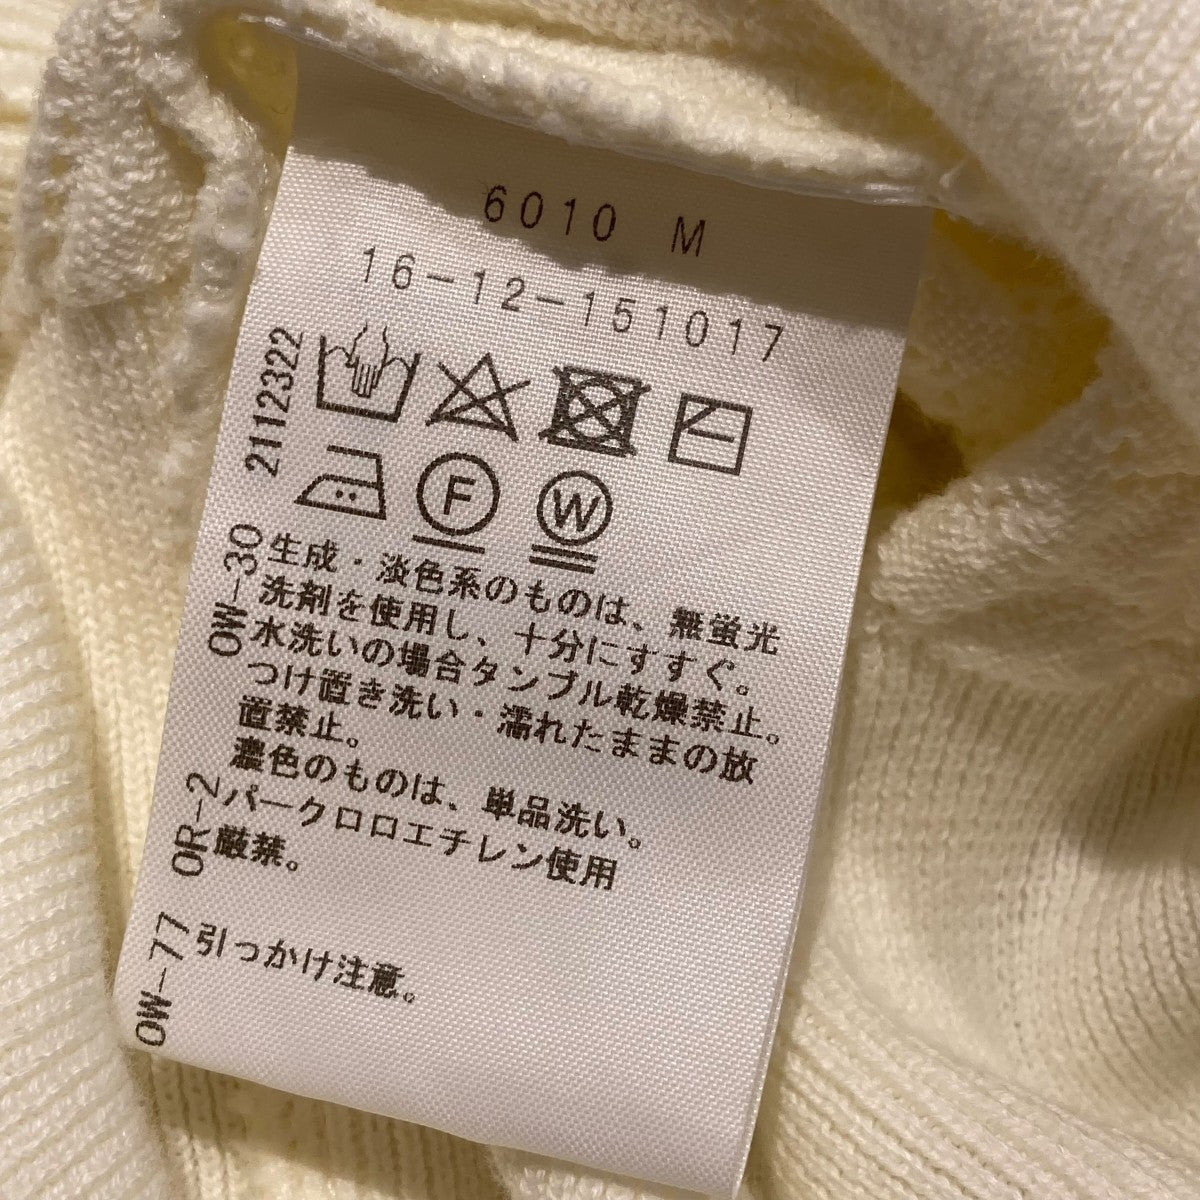 6010 M
16-12-151017
F W
生成・淡色系のものは、無蛍光
洗剤を使用し、十分にすすぐ。
水洗いの場合タンブル乾燥禁止。
つけ置き洗い・濡れたままの放
置禁止。
濃色のものは、単品洗い。
パークロロエチレン使用
厳禁。
引っかけ注意。
OW-77 OR-2 OW-30 2112322